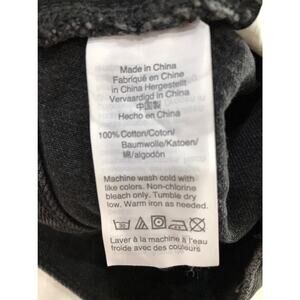 Made in China
Fabriqué en Chine
in China Hergestellt
Vervaardigd in China
中国製
Hecho en China
100% Cotton/Coton/
Baumwolle/Katoen/
綿/algodón
Machine wash cold with
like colors. Non-chlorine
bleach only. Tumble dry
low. Warm iron as needed.
Laver à la machine à l'eau
froide avec des couleurs